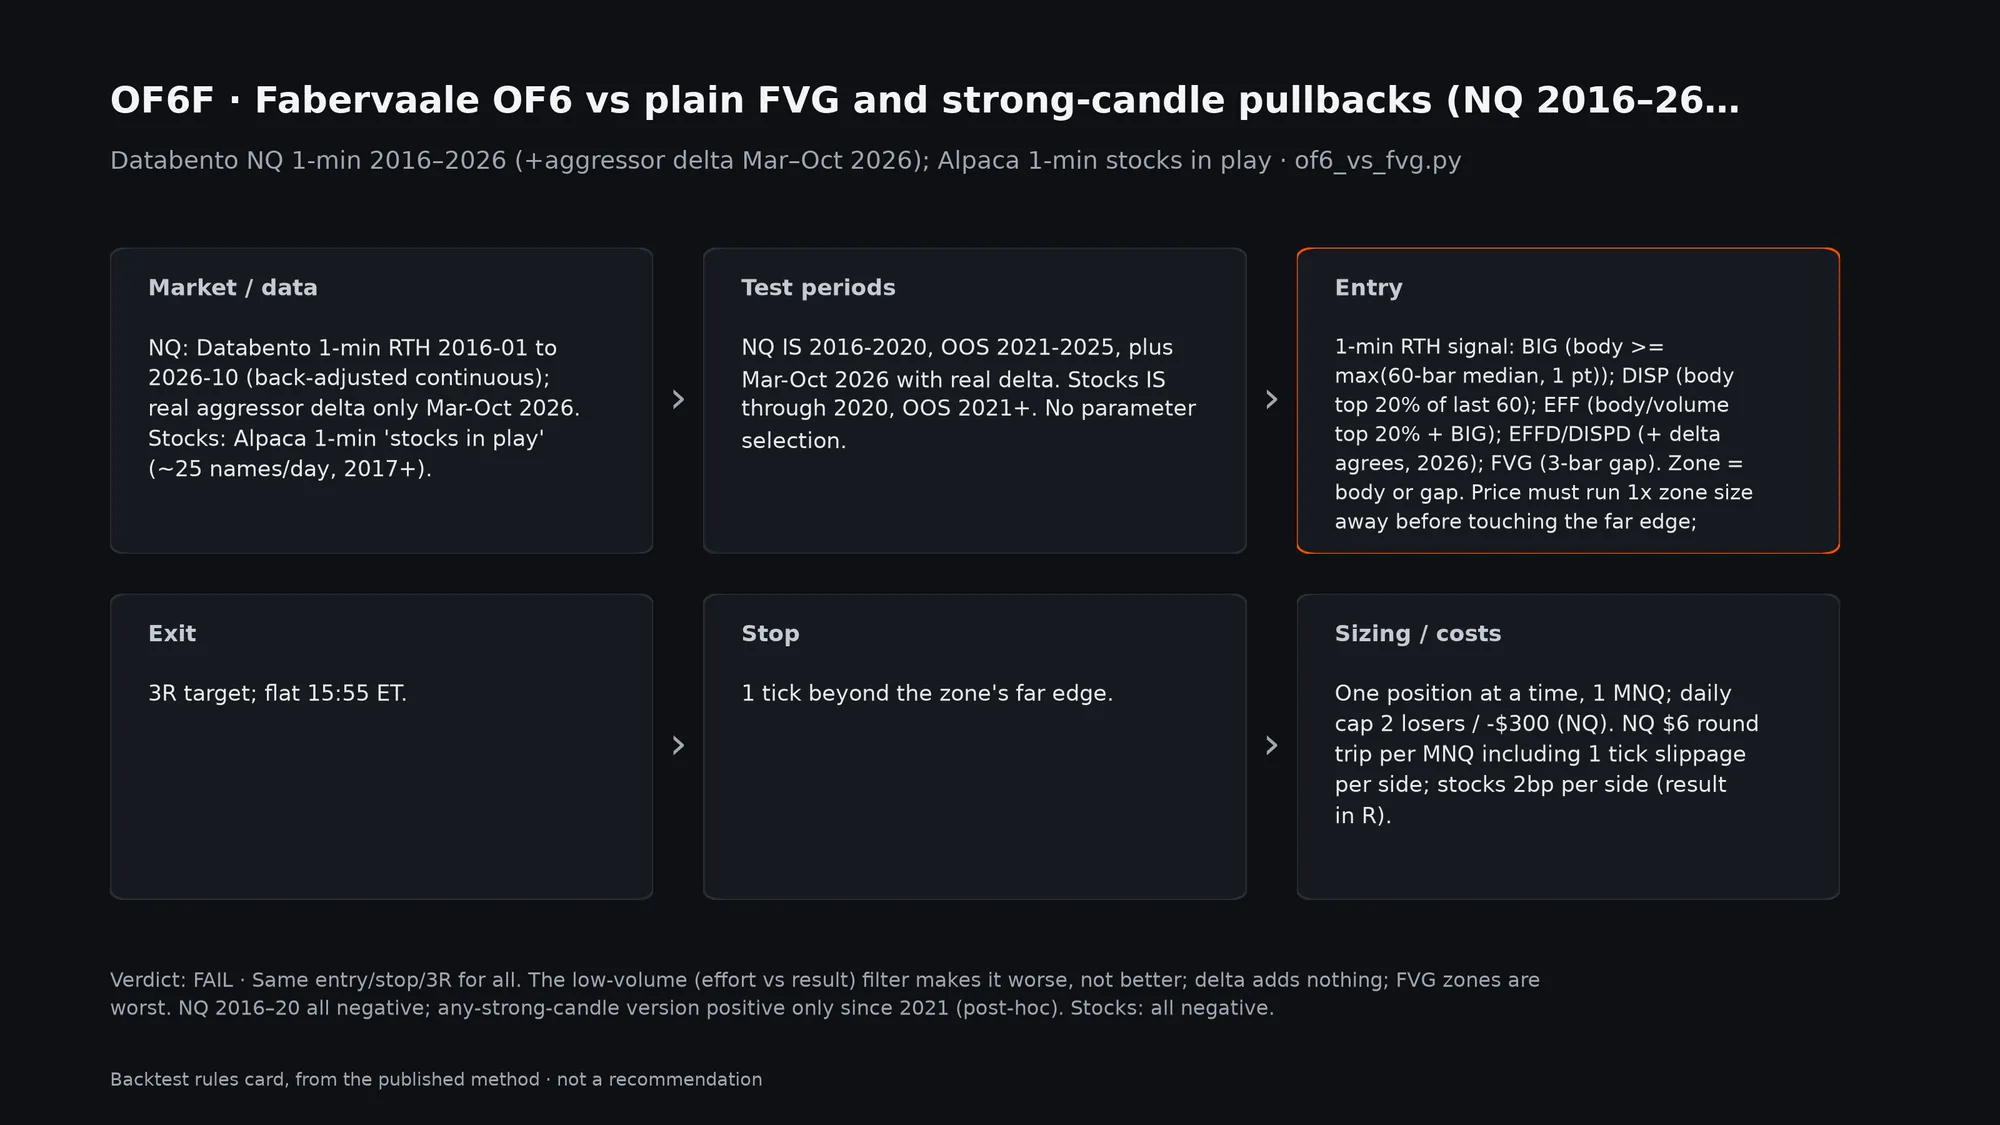 OF6F · Fabervaale OF6 vs plain FVG and strong-candle pullbacks (NQ 2016–26…
Databento NQ 1-min 2016–2026 (+aggressor delta Mar–Oct 2026); Alpaca 1-min stocks in play · of6_vs_fvg.py
Market / data
NQ: Databento 1-min RTH 2016-01 to
2026-10 (back-adjusted continuous);
real aggressor delta only Mar-Oct 2026.
Stocks: Alpaca 1-min 'stocks in play'
(~25 names/day, 2017+).
›
Test periods
NQ IS 2016-2020, OOS 2021-2025, plus
Mar-Oct 2026 with real delta. Stocks IS
through 2020, OOS 2021+. No parameter
selection.
›
Entry
1-min RTH signal: BIG (body >=
max(60-bar median, 1 pt)); DISP (body
top 20% of last 60); EFF (body/volume
top 20% + BIG); EFFD/DISPD (+ delta
agrees, 2026); FVG (3-bar gap). Zone =
body or gap. Price must run 1x zone size
away before touching the far edge;
Exit
3R target; flat 15:55 ET.
›
Stop
1 tick beyond the zone's far edge.
›
Sizing / costs
One position at a time, 1 MNQ; daily
cap 2 losers / -$300 (NQ). NQ $6 round
trip per MNQ including 1 tick slippage
per side; stocks 2bp per side (result
in R).
Verdict: FAIL · Same entry/stop/3R for all. The low-volume (effort vs result) filter makes it worse, not better; delta adds nothing; FVG zones are
worst. NQ 2016–20 all negative; any-strong-candle version positive only since 2021 (post-hoc). Stocks: all negative.
Backtest rules card, from the published method · not a recommendation